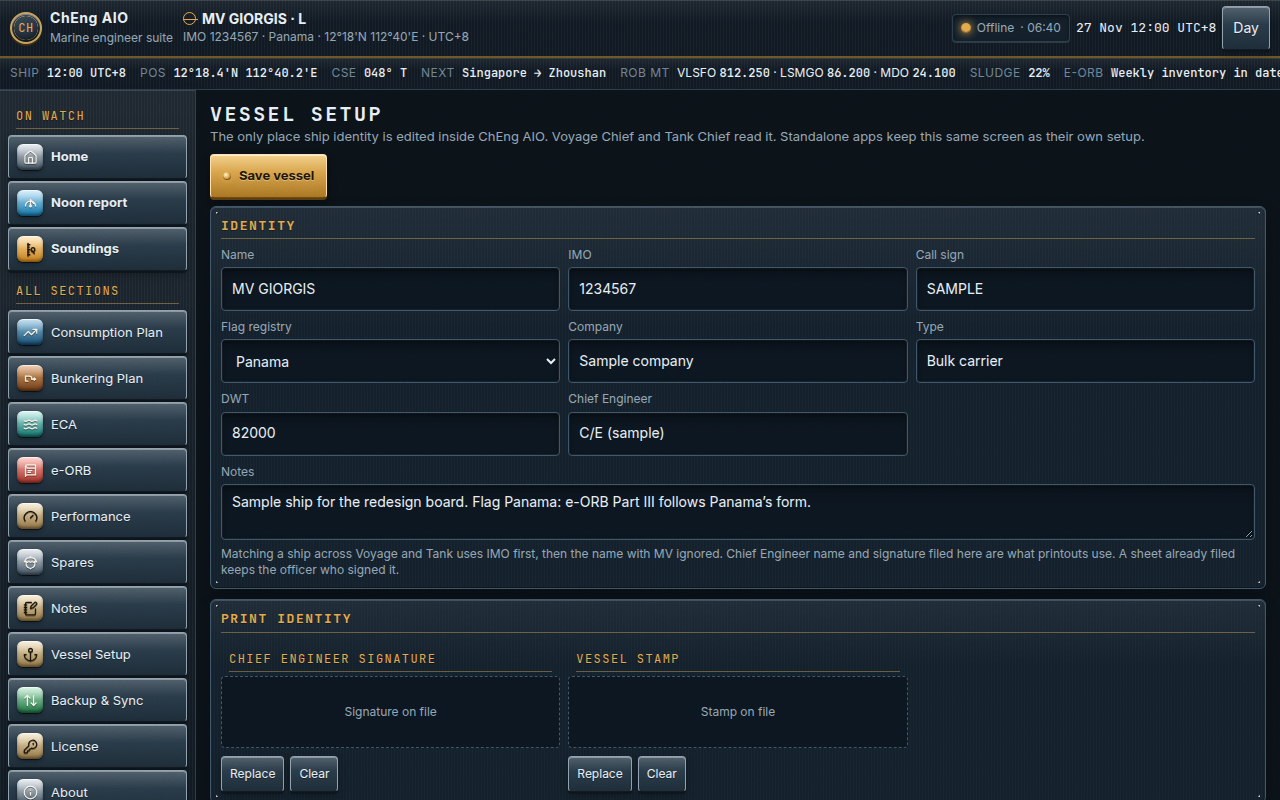 CH
ChEng AIO
Marine engineer suite
MV GIORGIS · L
IMO 1234567 · Panama · 12°18'N 112°40'E · UTC+8
Offline · 06:40
27 Nov 12:00 UTC+8
Day
SHIP 12:00 UTC+8 POS 12°18.4'N 112°40.2'E CSE 048° T NEXT Singapore → Zhoushan ROB MT VLSFO 812.250 · LSMGO 86.200 · MDO 24.100 SLUDGE 22% E-ORB Weekly inventory in date
ON WATCH
Home
Noon report
Soundings
ALL SECTIONS
Consumption Plan
Bunkering Plan
ECA
e-ORB
Performance
Spares
Notes
Vessel Setup
Backup & Sync
License
About
VESSEL SETUP
The only place ship identity is edited inside ChEng AIO. Voyage Chief and Tank Chief read it. Standalone apps keep this same screen as their own setup.
Save vessel
IDENTITY
Name IMO Call sign
MV GIORGIS 1234567 SAMPLE
Flag registry Company Type
Panama Sample company Bulk carrier
DWT Chief Engineer
82000 C/E (sample)
Notes
Sample ship for the redesign board. Flag Panama: e-ORB Part III follows Panama's form.
Matching a ship across Voyage and Tank uses IMO first, then the name with MV ignored. Chief Engineer name and signature filed here are what printouts use. A sheet already filed
keeps the officer who signed it.
PRINT IDENTITY
CHIEF ENGINEER SIGNATURE VESSEL STAMP
Signature on file Stamp on file
Replace Clear Replace Clear